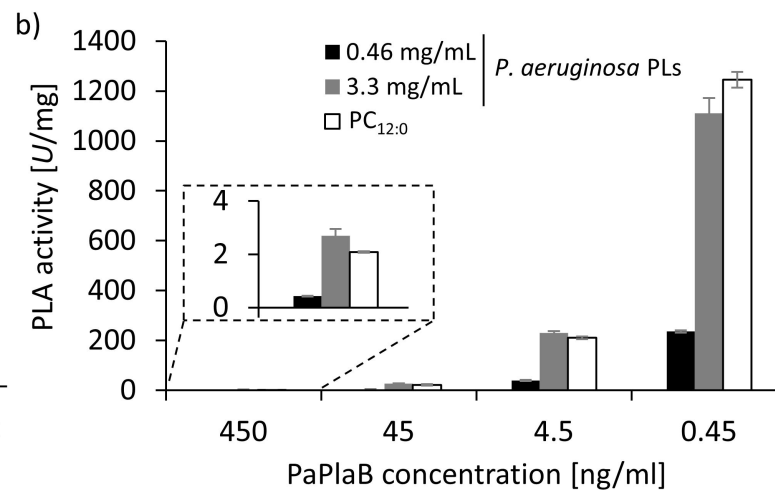 b)
1400
1200
1000
800
600
400
200
0
PLA activity [U/mg]
0.46 mg/mL
3.3 mg/mL
P. aeruginosa PLs
PC12:0
4
2
0
450 45 4.5 0.45
PaPlaB concentration [ng/ml]